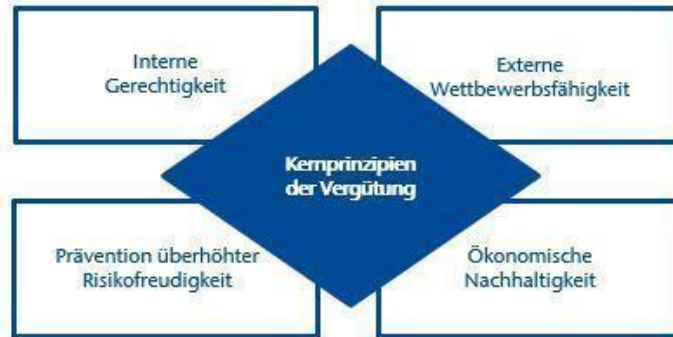 Interne
Gerechtigkeit
Externe
Wettbewerbsfähigkeit
Kernprinzipien
der Vergütung
Prävention überhöhter
Risikofreudigkeit
Ökonomische
Nachhaltigkeit